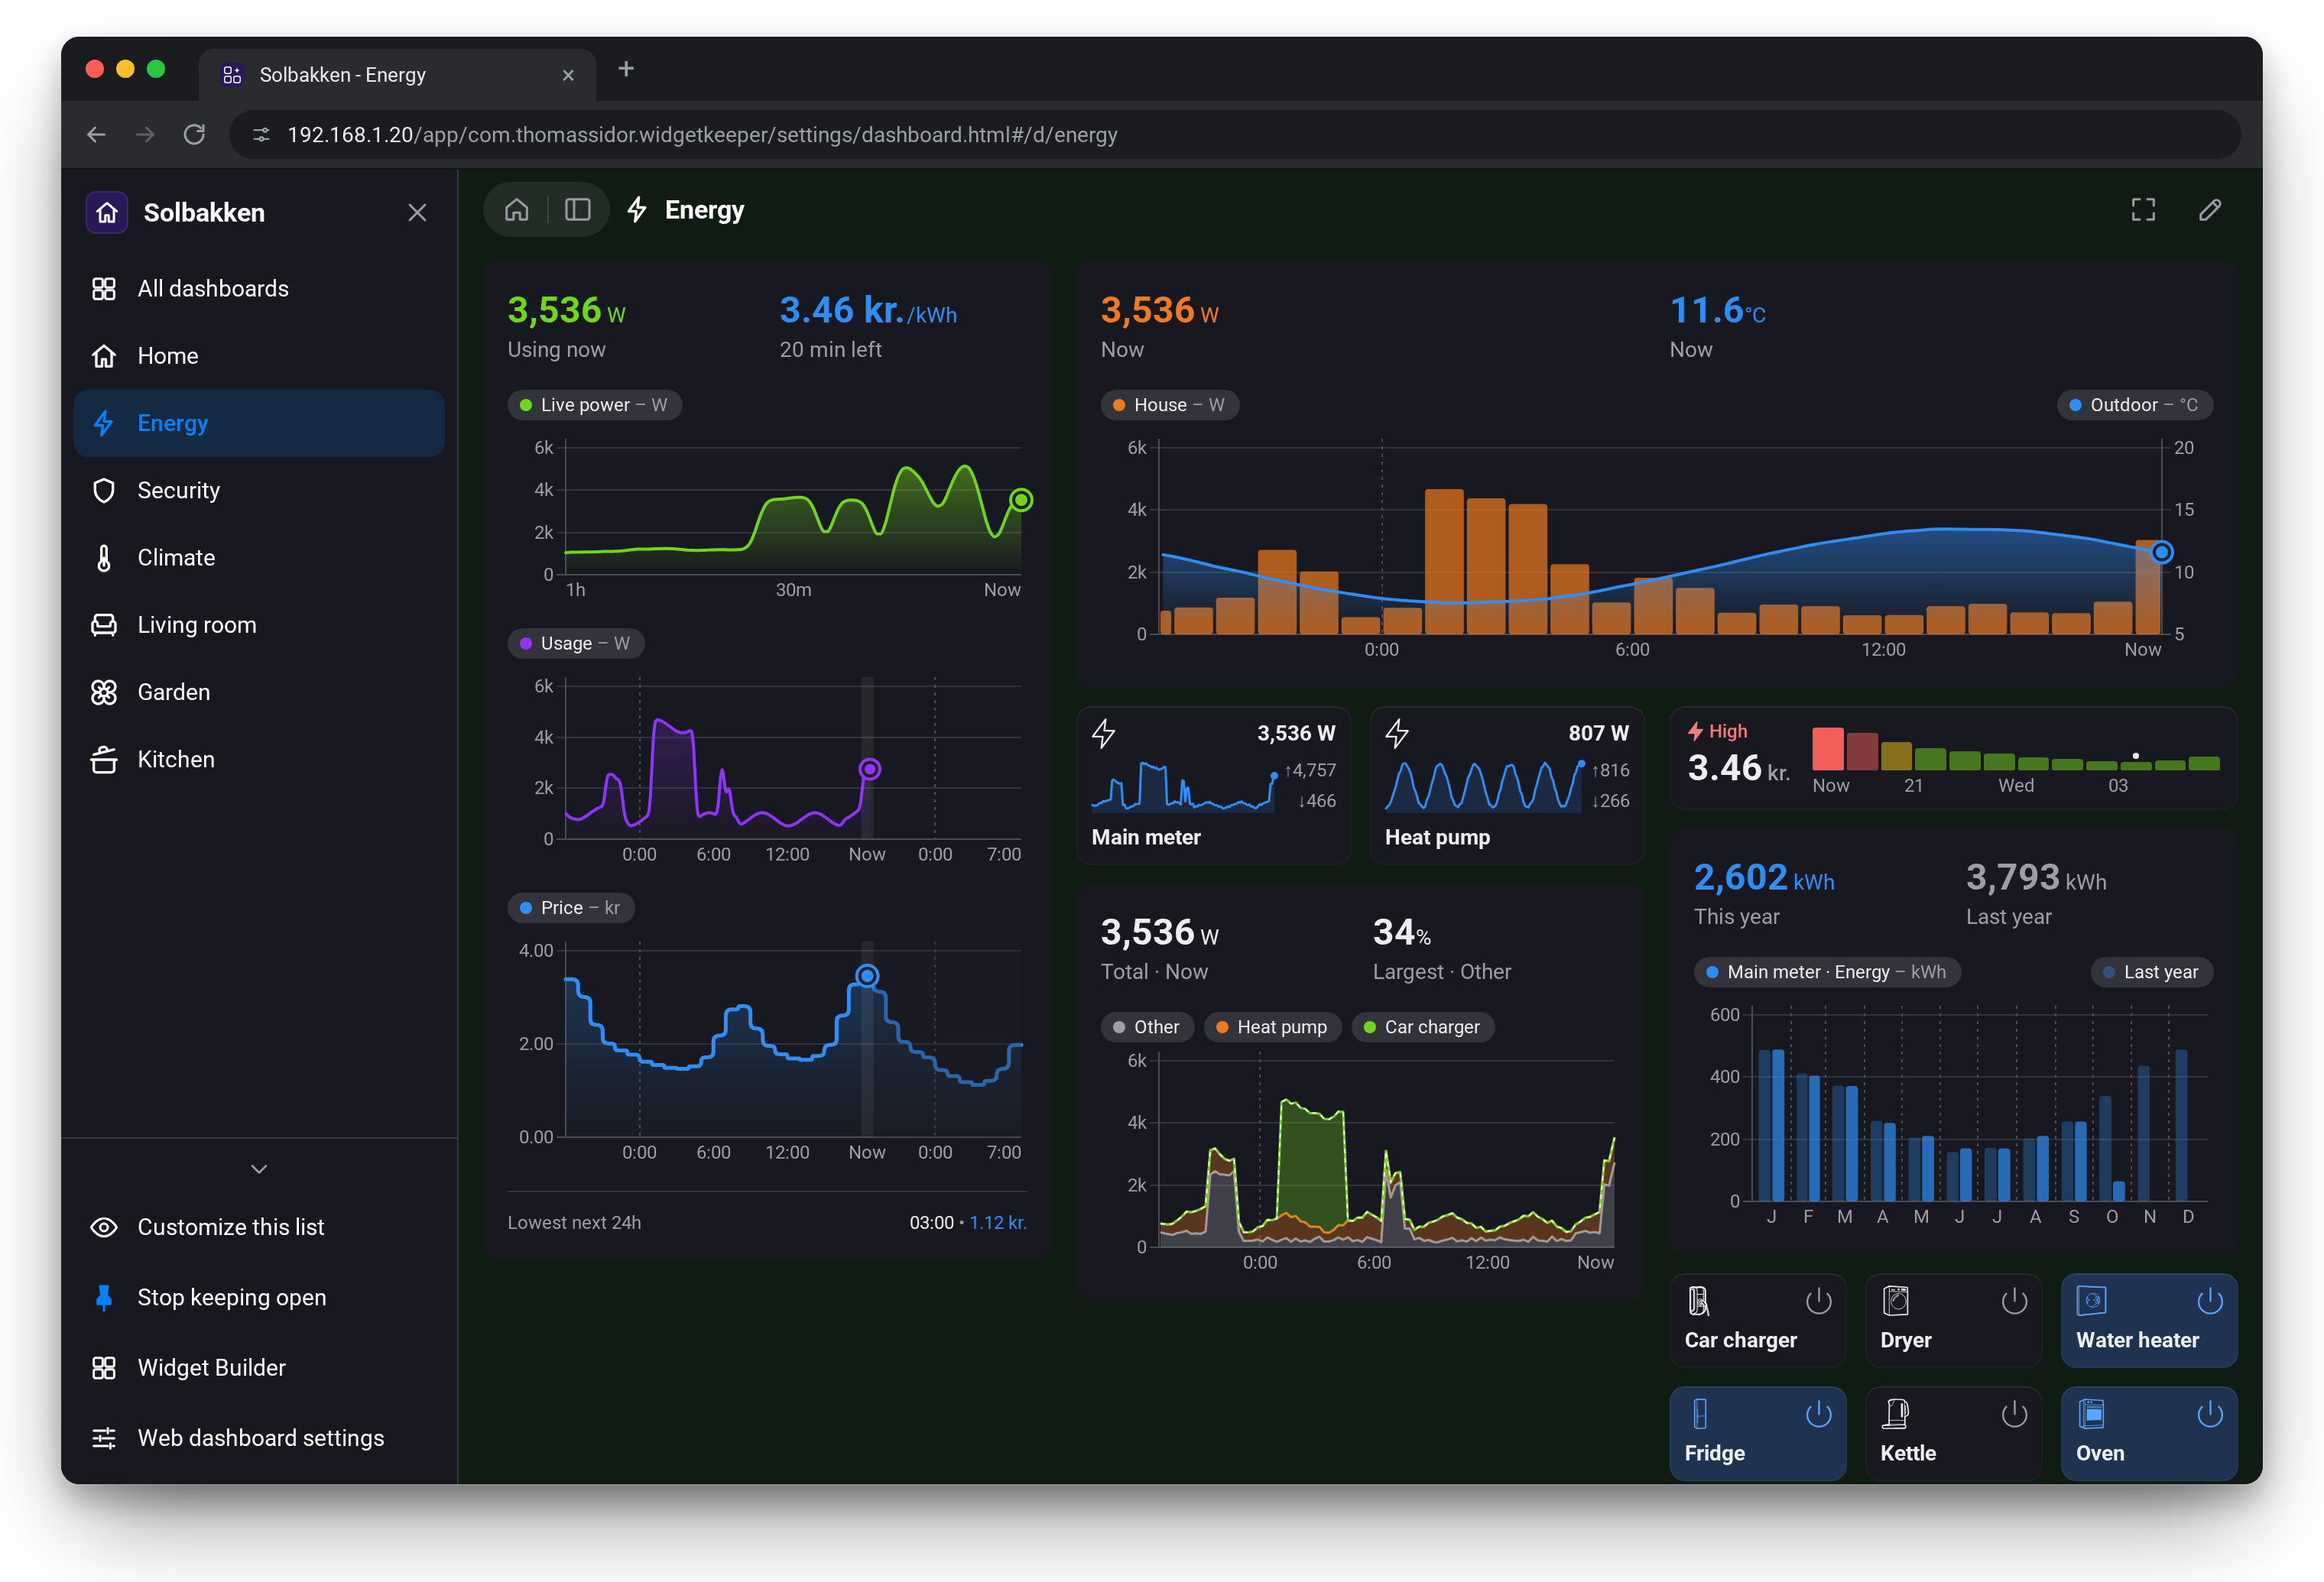 Solbakken - Energy
192.168.1.20/app/com.thomassidor.widgetkeeper/settings/dashboard.html#/d/energy
Solbakken
All dashboards
Home
Energy
Security
Climate
Living room
Garden
Kitchen
Customize this list
Stop keeping open
Widget Builder
Web dashboard settings
Energy
3,536 W
Using now
3.46 kr./kWh
20 min left
Live power – W
6k
4k
2k
0
1h 30m Now
Usage – W
6k
4k
2k
0
0:00 6:00 12:00 Now 0:00 7:00
Price – kr
4.00
2.00
0.00
0:00 6:00 12:00 Now 0:00 7:00
Lowest next 24h 03:00 • 1.12 kr.
3,536 W
Now
11.6°C
Now
House – W
Outdoor – °C
6k 20
4k 15
2k 10
0 5
0:00 6:00 12:00 Now
3,536 W
↑4,757
↓466
Main meter
807 W
↑816
↓266
Heat pump
High
3.46 kr.
Now 21 Wed 03
3,536 W
Total · Now
34%
Largest · Other
Other Heat pump Car charger
6k
4k
2k
0
0:00 6:00 12:00 Now
2,602 kWh
This year
3,793 kWh
Last year
Main meter · Energy – kWh
Last year
600
400
200
0
J F M A M J J A S O N D
Car charger
Dryer
Water heater
Fridge
Kettle
Oven